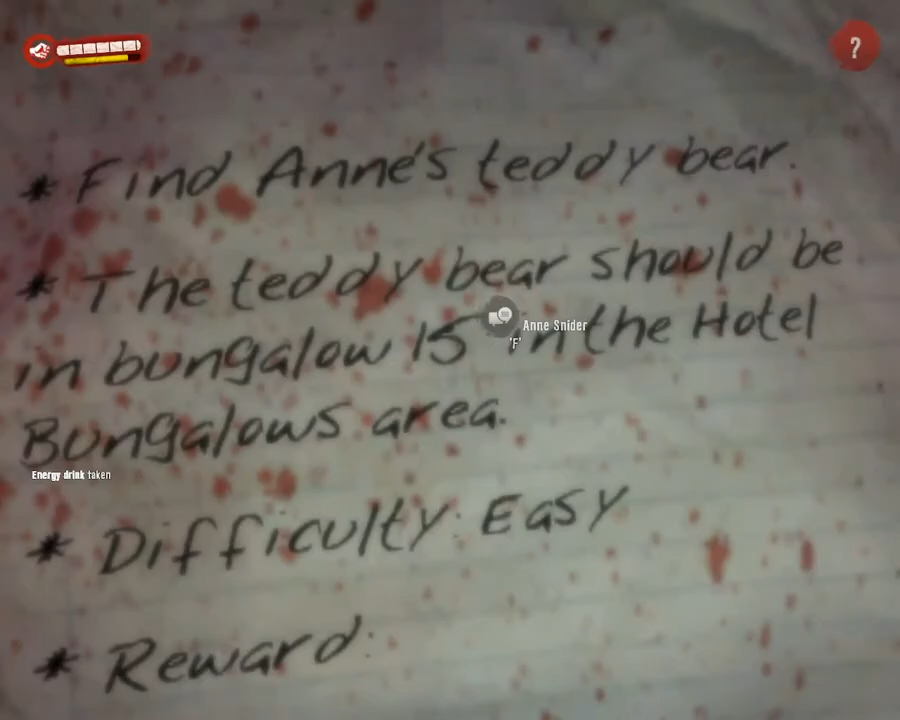 ?
* Find Anne's teddy bear.
* The teddy bear should be
in bungalow 15 in the Hotel
Anne Snider
'F'
Bungalows area.
Energy drink taken
* Difficulty: Easy
* Reward: